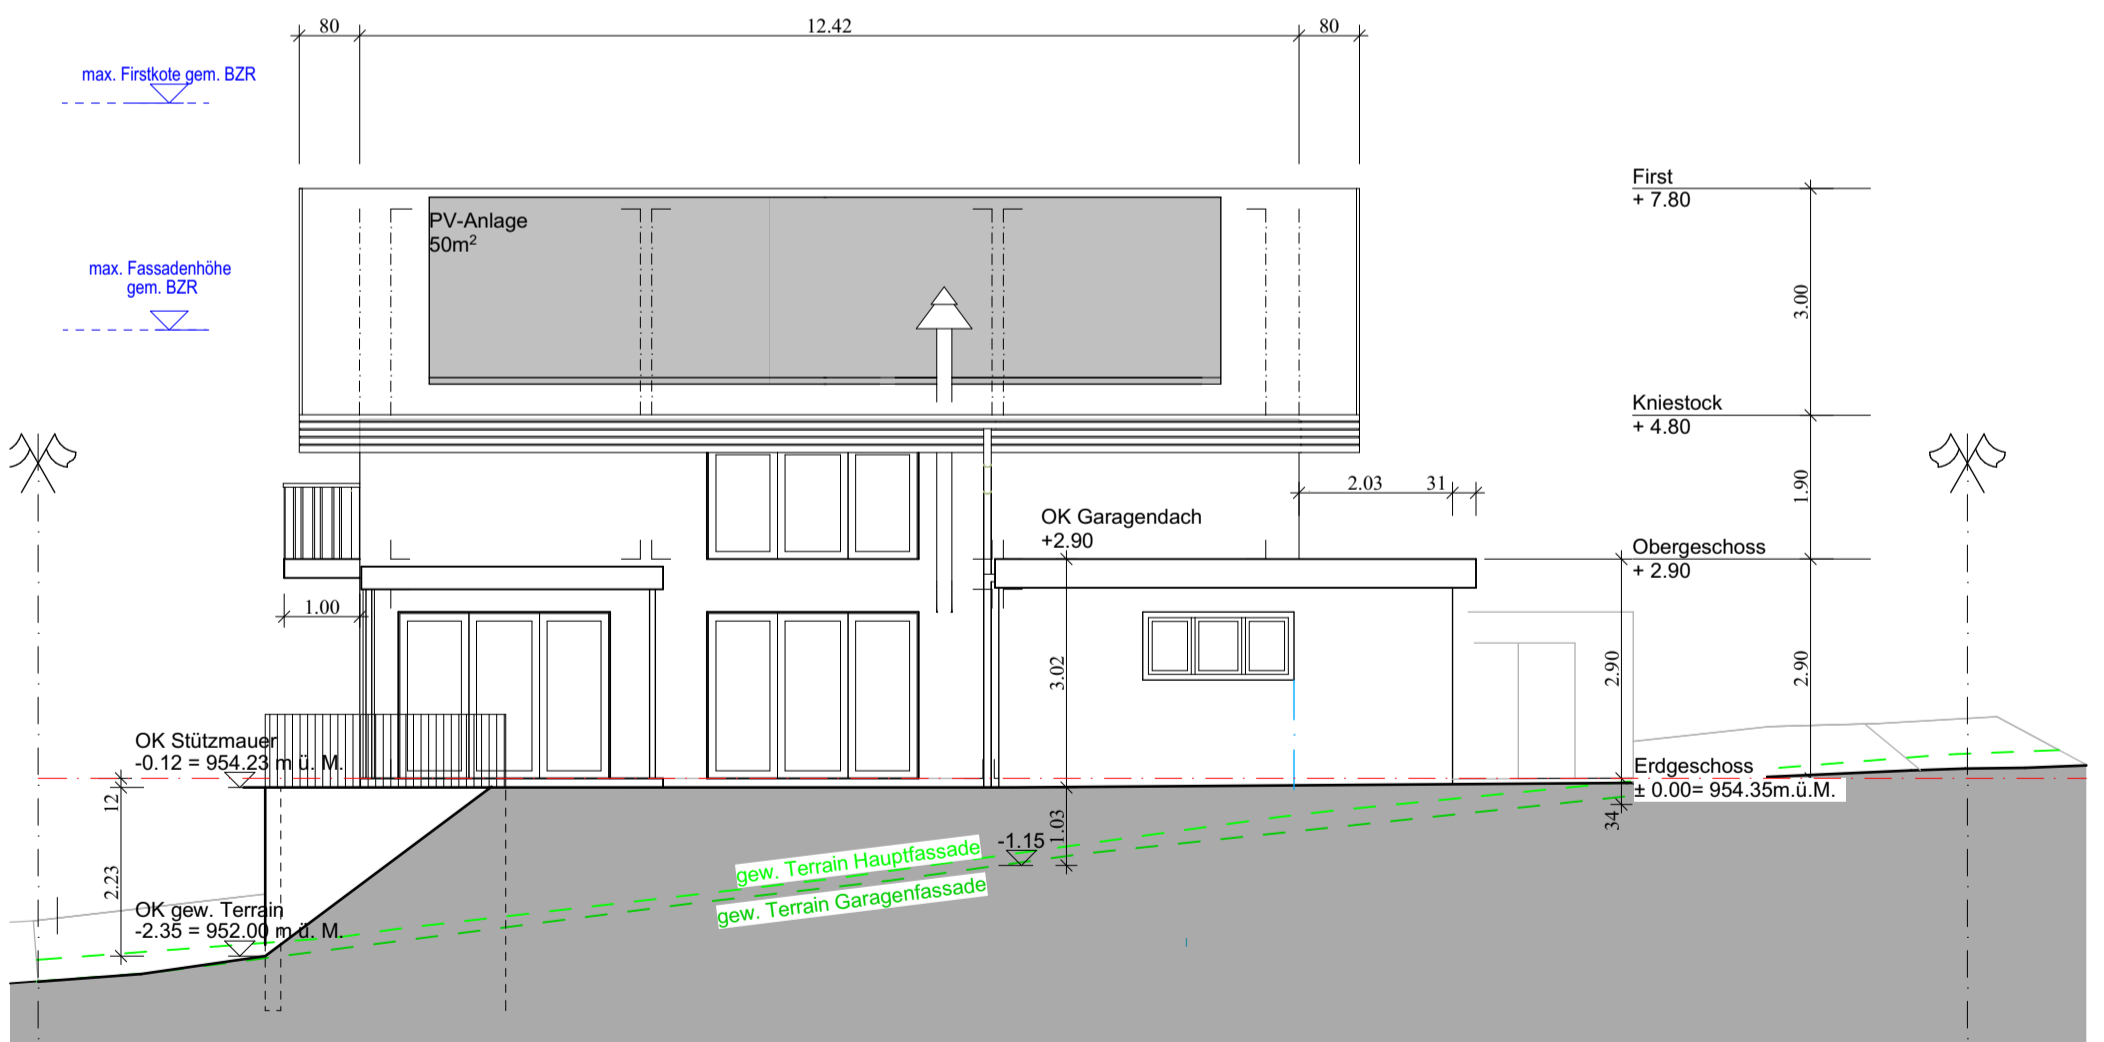 80
12.42
80
max. Firstkote gem. BZR
First
+ 7.80
PV-Anlage
50m²
max. Fassadenhöhe
gem. BZR
3.00
Kniestock
+ 4.80
1.90
2.03
31
OK Garagendach
+2.90
Obergeschoss
+ 2.90
1.00
3.02
2.90
2.90
OK Stützmauer
-0.12 = 954.23 m ü. M.
Erdgeschoss
± 0.00= 954.35m.ü.M.
12
34
1.03
-1.15
gew. Terrain Hauptfassade
gew. Terrain Garagenfassade
2.23
OK gew. Terrain
-2.35 = 952.00 m ü. M.